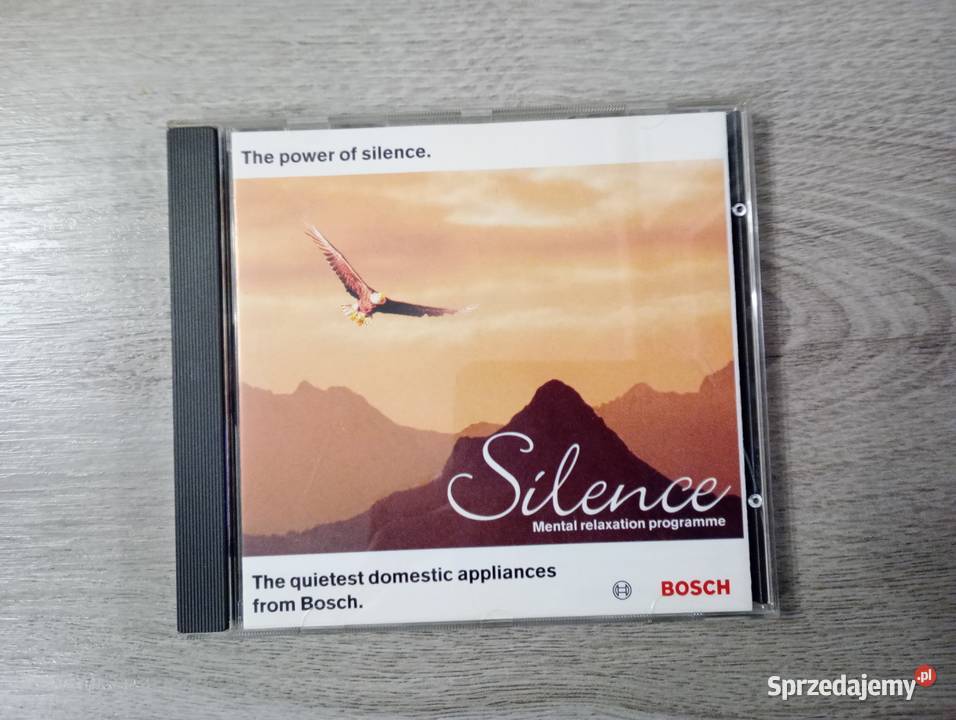 The power of silence.
Silence
Mental relaxation programme
The quietest domestic appliances
from Bosch.
BOSCH
Sprzedajemy.pl